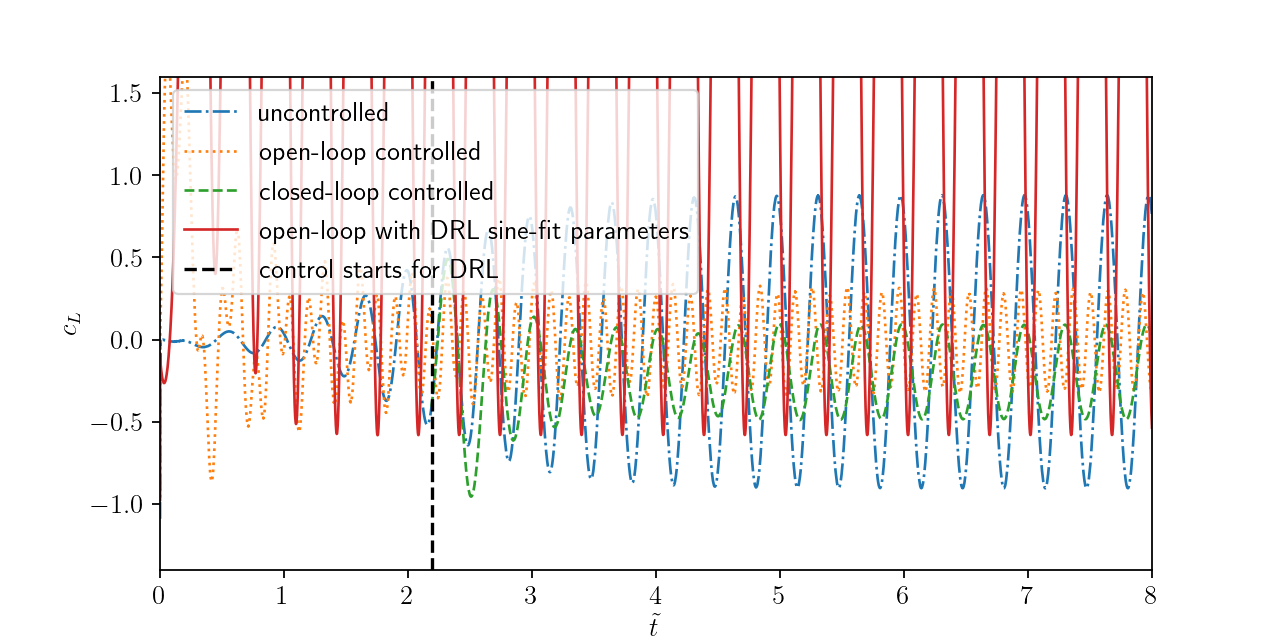 1.5
1.0
0.5
0.0
−0.5
−1.0
c_L
uncontrolled
open-loop controlled
closed-loop controlled
open-loop with DRL sine-fit parameters
control starts for DRL
0 1 2 3 4 5 6 7 8
t̃